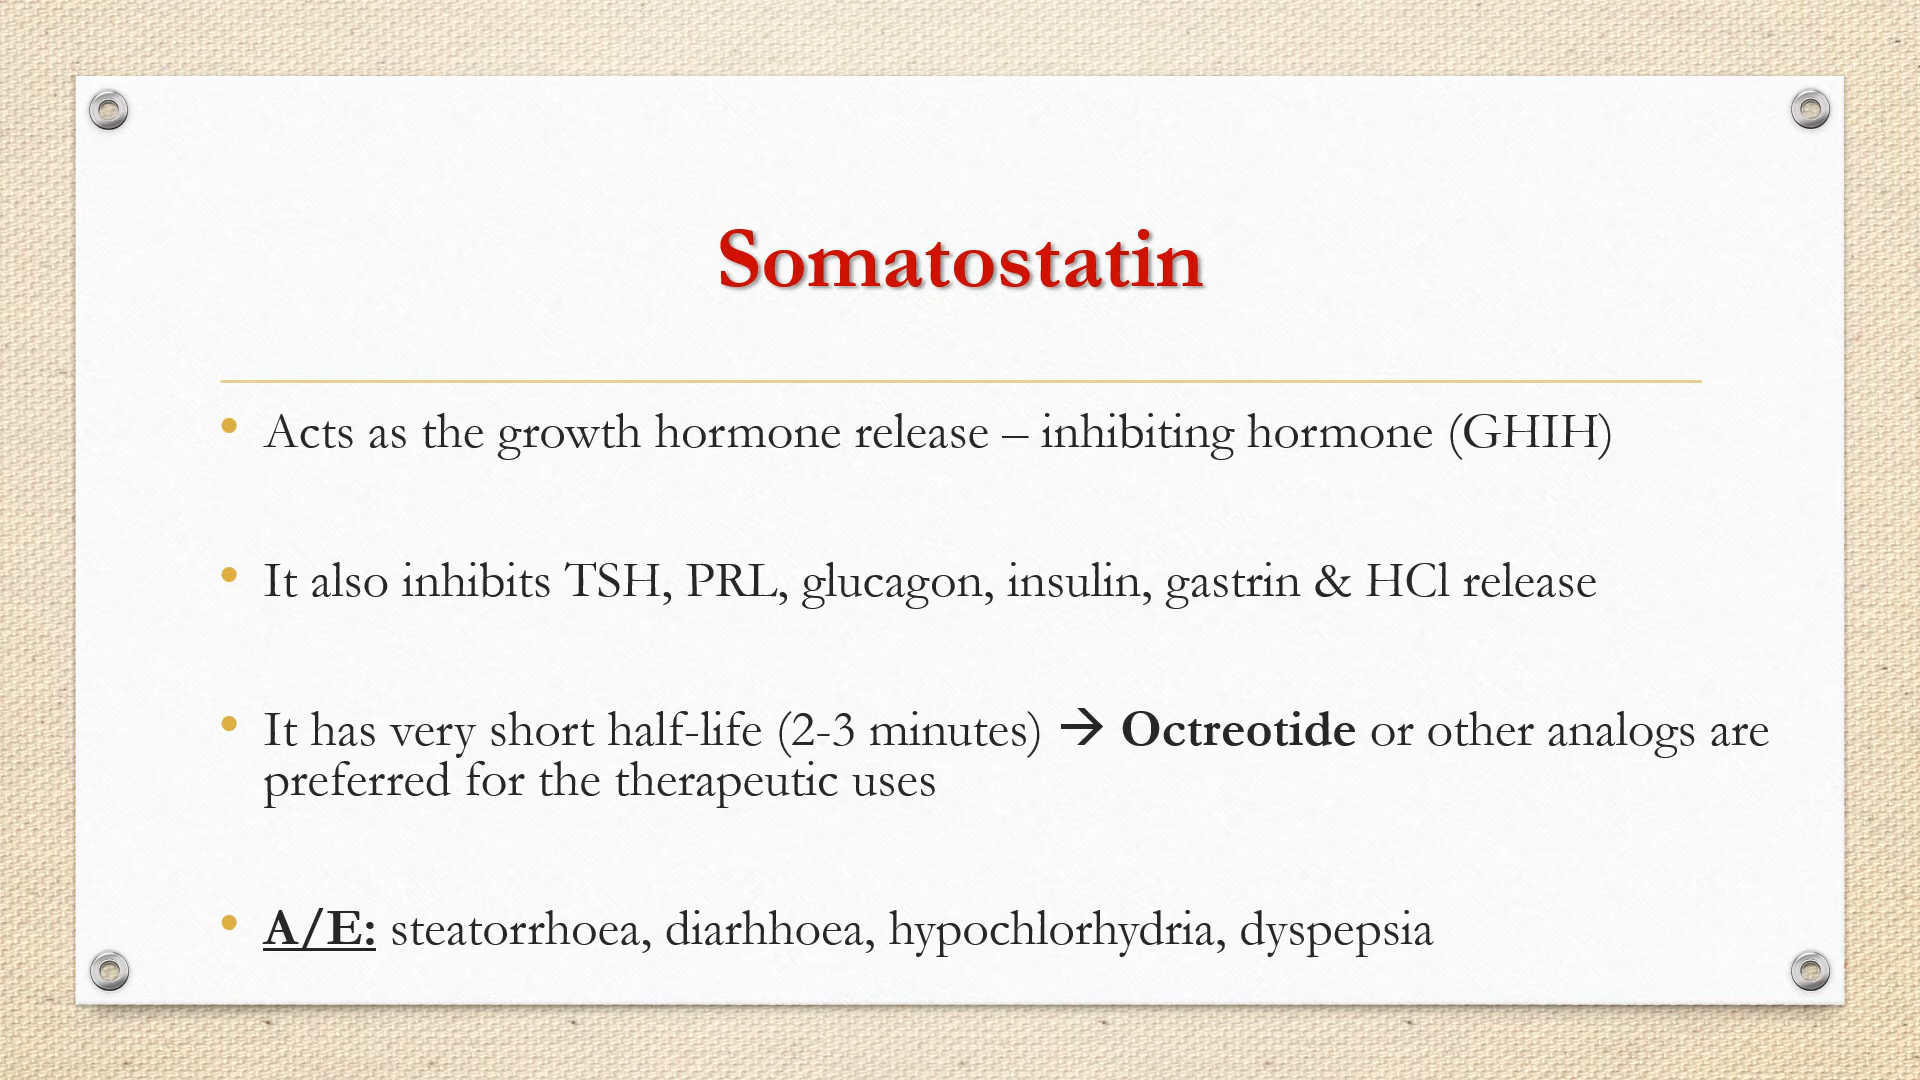 Somatostatin
• Acts as the growth hormone release – inhibiting hormone (GHIH)
• It also inhibits TSH, PRL, glucagon, insulin, gastrin & HCl release
• It has very short half-life (2-3 minutes) → Octreotide or other analogs are
preferred for the therapeutic uses
• A/E: steatorrhoea, diarhhoea, hypochlorhydria, dyspepsia